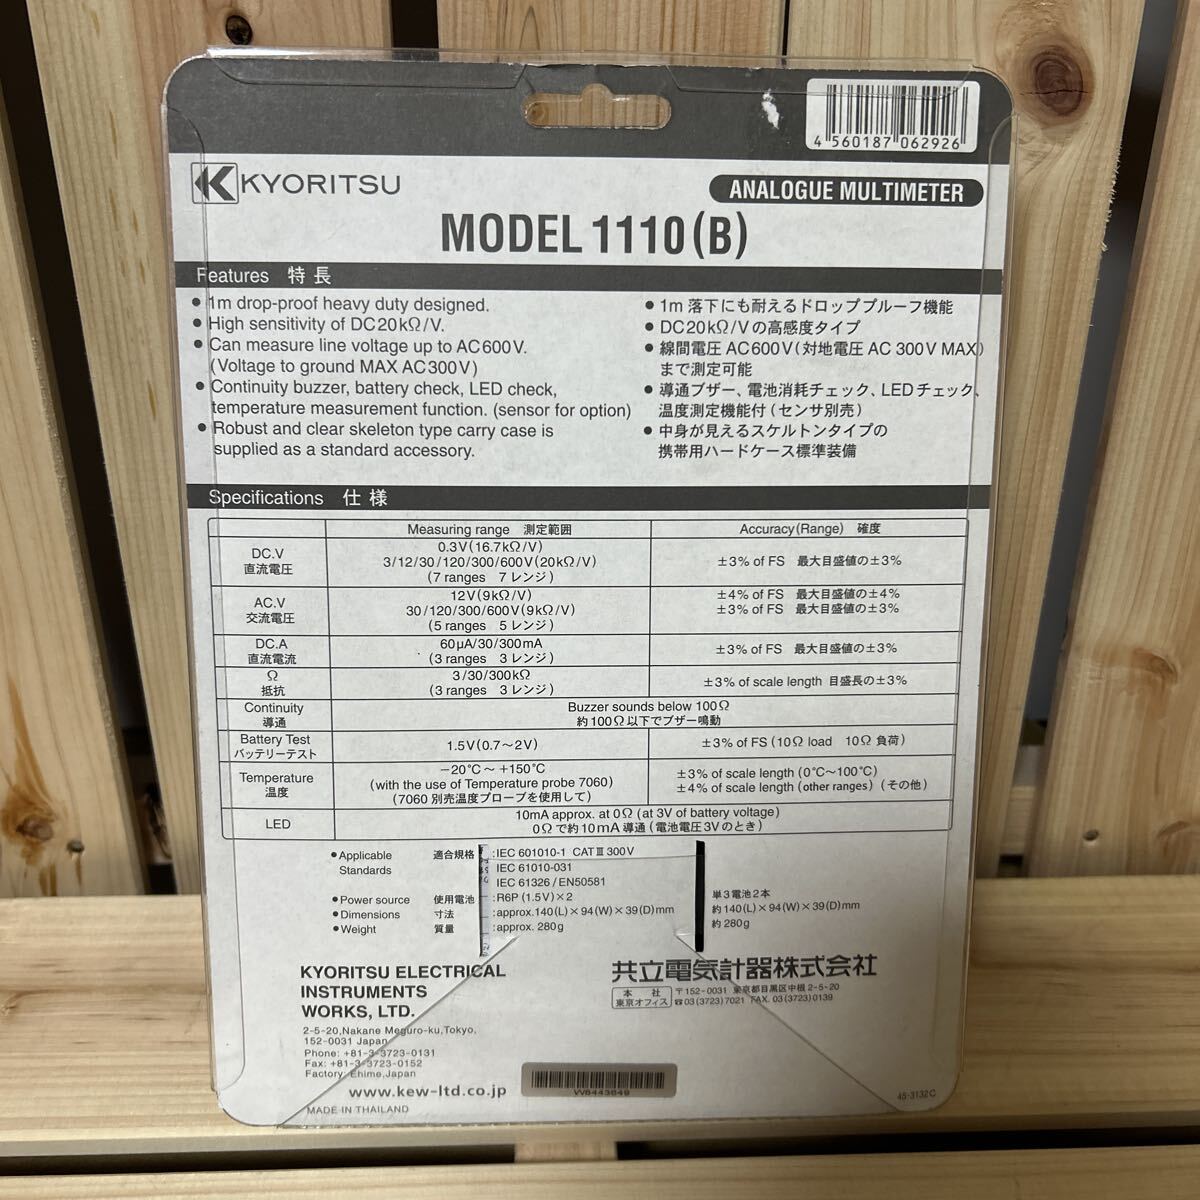 4 560187 062926
KYORITSU
ANALOGUE MULTIMETER
MODEL 1110(B)
Features 特長
● 1m drop-proof heavy duty designed.
● High sensitivity of DC20kΩ/V.
● Can measure line voltage up to AC600V.
(Voltage to ground MAX AC300V)
● Continuity buzzer, battery check, LED check,
temperature measurement function. (sensor for option)
● Robust and clear skeleton type carry case is
supplied as a standard accessory.
● 1m 落下にも耐えるドロッププルーフ機能
● DC20kΩ/Vの高感度タイプ
● 線間電圧 AC600V(対地電圧 AC 300V MAX)
まで測定可能
● 導通ブザー、電池消耗チェック、LEDチェック、
温度測定機能付(センサ別売)
● 中身が見えるスケルトンタイプの
携帯用ハードケース標準装備
Specifications 仕様
Measuring range 測定範囲 Accuracy(Range) 確度
DC.V
直流電圧
0.3V(16.7kΩ/V)
3/12/30/120/300/600V(20kΩ/V)
(7 ranges 7レンジ)
±3% of FS 最大目盛値の±3%
AC.V
交流電圧
12V(9kΩ/V)
30/120/300/600V(9kΩ/V)
(5 ranges 5レンジ)
±4% of FS 最大目盛値の±4%
±3% of FS 最大目盛値の±3%
DC.A
直流電流
60μA/30/300mA
(3 ranges 3レンジ)
±3% of FS 最大目盛値の±3%
Ω
抵抗
3/30/300kΩ
(3 ranges 3レンジ)
±3% of scale length 目盛長の±3%
Continuity
導通
Buzzer sounds below 100Ω
約100Ω以下でブザー鳴動
Battery Test
バッテリーテスト
1.5V(0.7〜2V)
±3% of FS (10Ω load 10Ω 負荷)
Temperature
温度
−20℃〜+150℃
(with the use of Temperature probe 7060)
(7060 別売温度プローブを使用して)
±3% of scale length (0℃〜100℃)
±4% of scale length (other ranges) (その他)
LED
10mA approx. at 0Ω (at 3V of battery voltage)
0Ωで約10mA 導通(電池電圧3Vのとき)
● Applicable 適合規格 :IEC 601010-1 CATⅢ300V
Standards IEC 61010-031
IEC 61326/EN50581
● Power source 使用電池 :R6P(1.5V)×2 単3電池2本
● Dimensions 寸法 :approx.140(L)×94(W)×39(D)mm 約140(L)×94(W)×39(D)mm
● Weight 質量 :approx. 280g 約280g
KYORITSU ELECTRICAL
INSTRUMENTS
WORKS, LTD.
2-5-20,Nakane Meguro-ku,Tokyo,
152-0031 Japan
Phone: +81-3-3723-0131
Fax: +81-3-3723-0152
Factory: Ehime,Japan
www.kew-ltd.co.jp
MADE IN THAILAND
共立電気計器株式会社
本社
東京オフィス
〒152-0031 東京都目黒区中根2-5-20
☎03(3723)7021 FAX. 03(3723)0139
W8443649
45-3132C